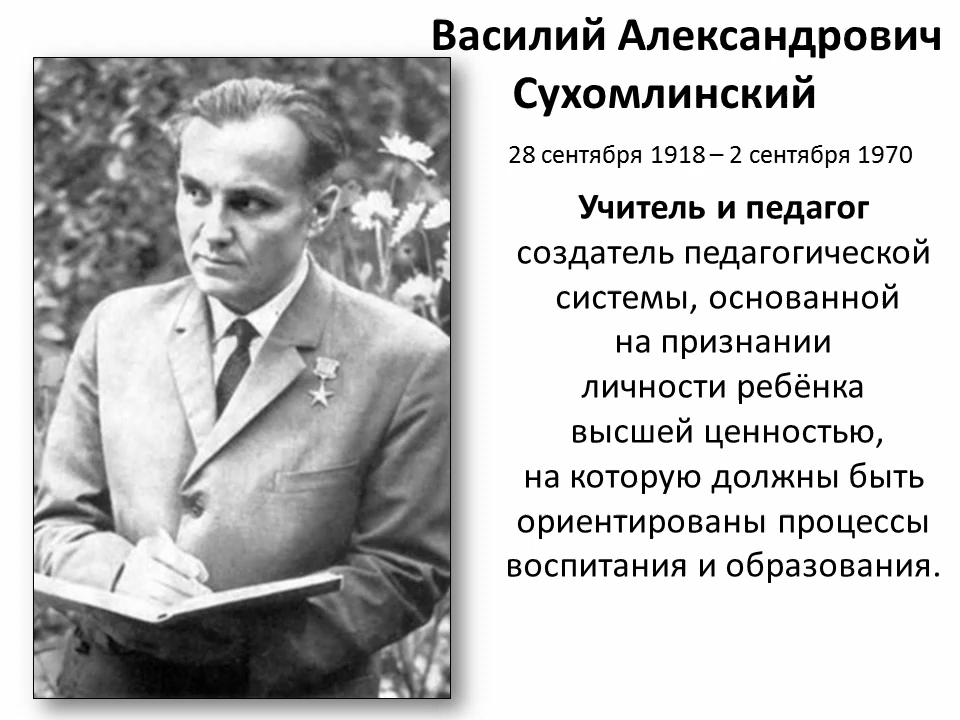 Василий Александрович
Сухомлинский
28 сентября 1918 – 2 сентября 1970
Учитель и педагог
создатель педагогической
системы, основанной
на признании
личности ребёнка
высшей ценностью,
на которую должны быть
ориентированы процессы
воспитания и образования.